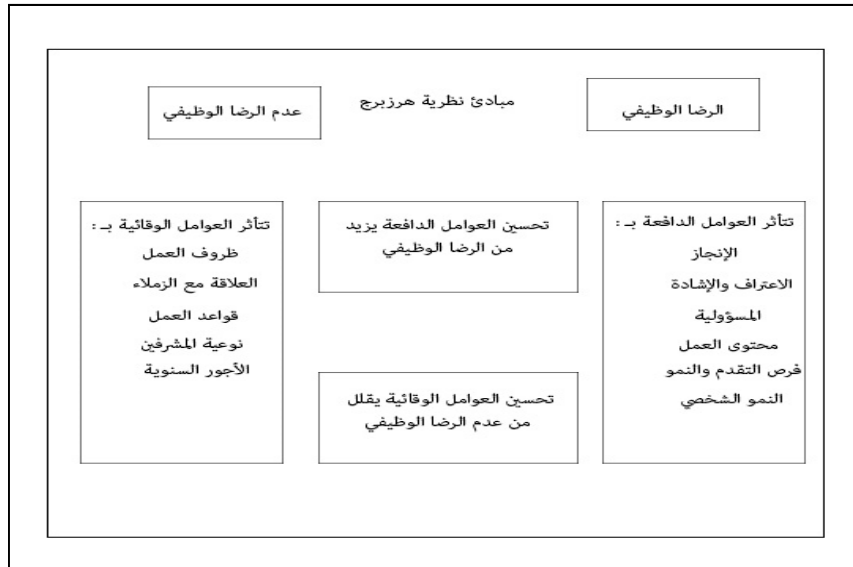 مبادئ نظرية هرزبرج
الرضا الوظيفي
عدم الرضا الوظيفي
تتأثر العوامل الدافعة بـ :
الإنجاز
الاعتراف والإشادة
المسؤولية
محتوى العمل
فرص التقدم والنمو
النمو الشخصي
تحسين العوامل الدافعة يزيد
من الرضا الوظيفي
تحسين العوامل الوقائية يقلل
من عدم الرضا الوظيفي
تتأثر العوامل الوقائية بـ :
ظروف العمل
العلاقة مع الزملاء
قواعد العمل
نوعية المشرفين
الأجور السنوية